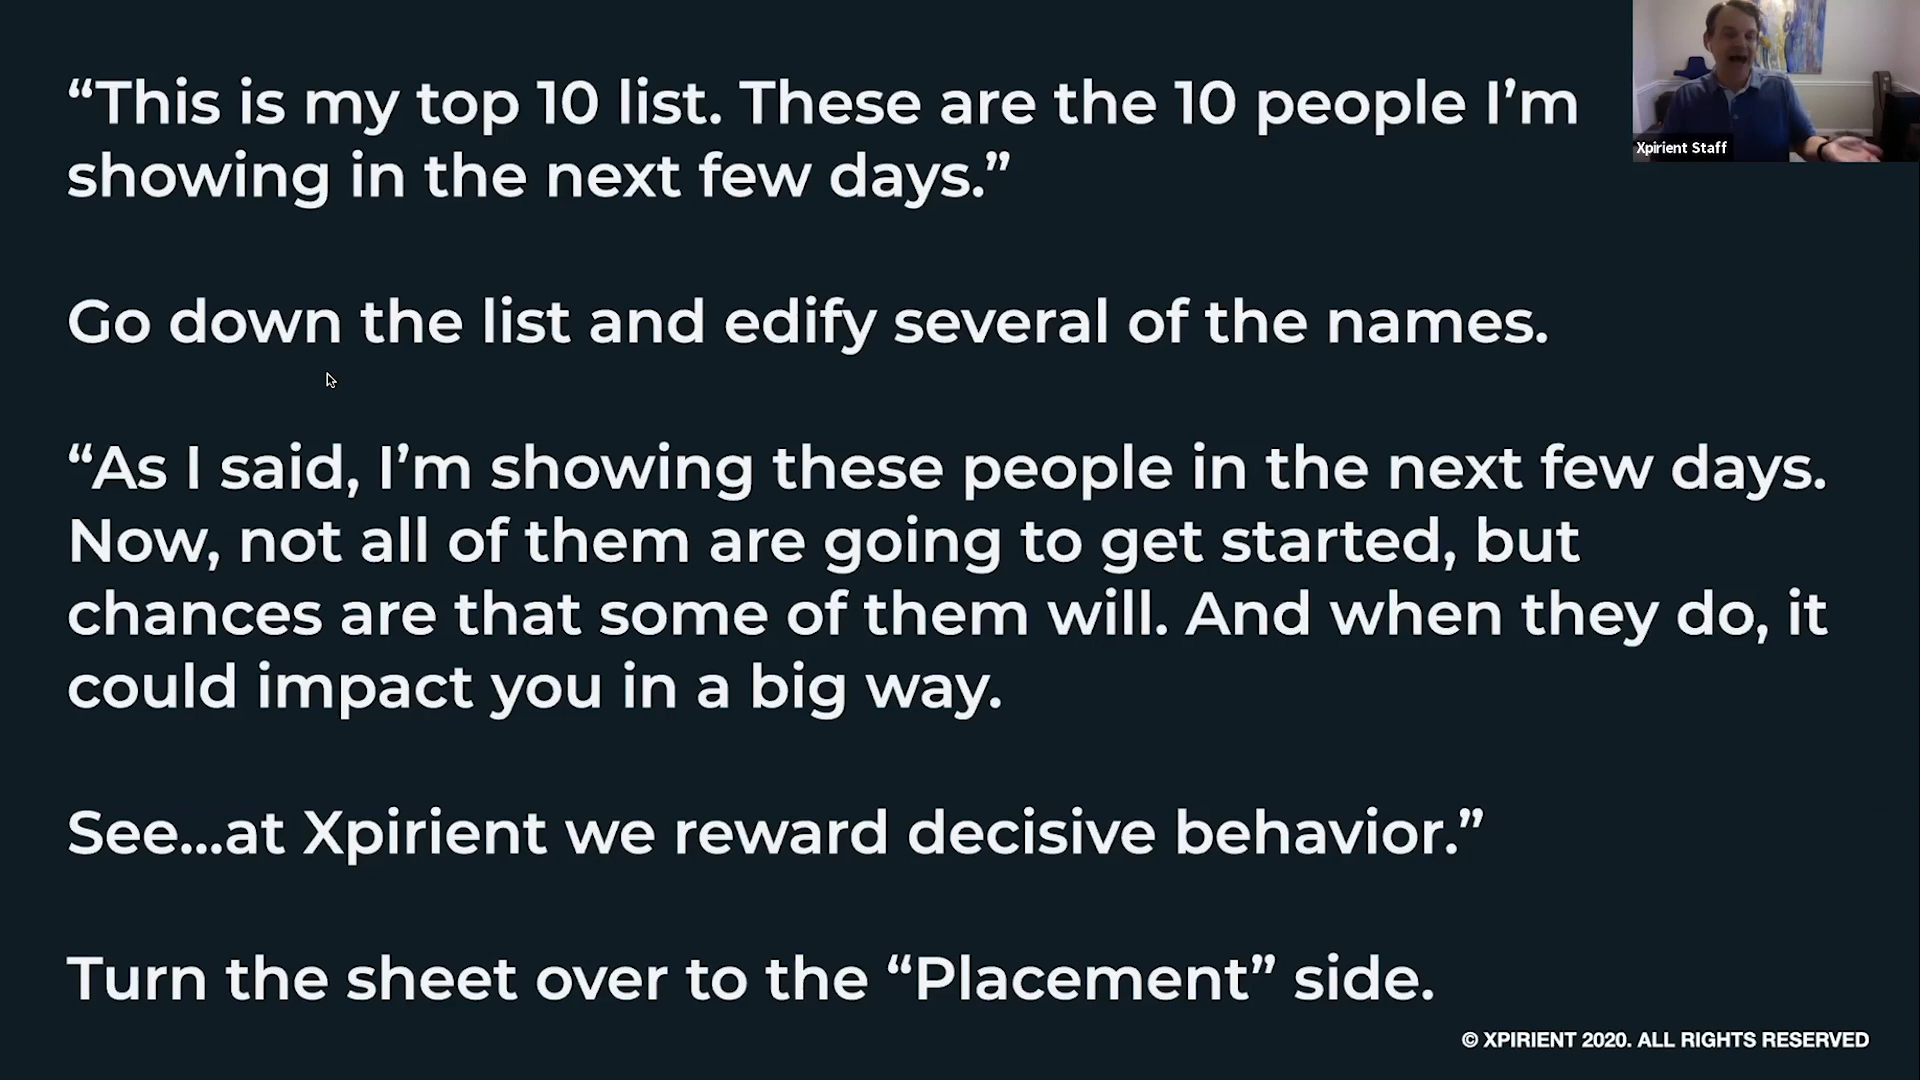 “This is my top 10 list. These are the 10 people I’m
showing in the next few days.”
Go down the list and edify several of the names.
“As I said, I’m showing these people in the next few days.
Now, not all of them are going to get started, but
chances are that some of them will. And when they do, it
could impact you in a big way.
See...at Xpirient we reward decisive behavior.”
Turn the sheet over to the “Placement” side.
Xpirient Staff
© XPIRIENT 2020. ALL RIGHTS RESERVED